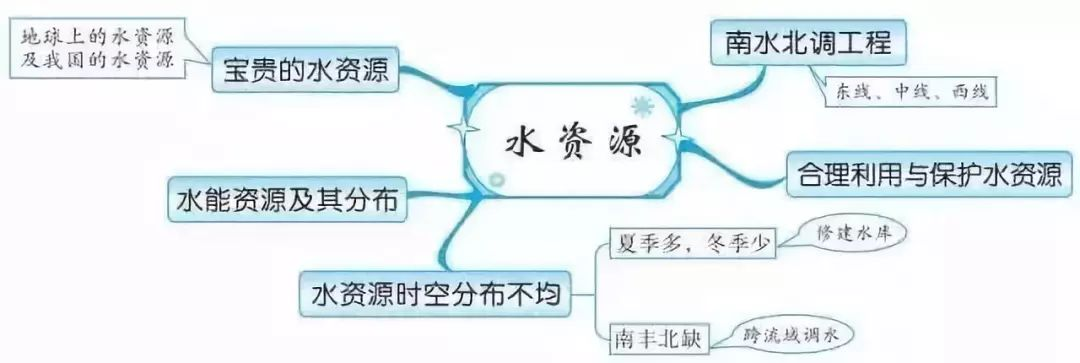 水资源
宝贵的水资源
地球上的水资源
及我国的水资源
水能资源及其分布
水资源时空分布不均
夏季多，冬季少
修建水库
南丰北缺
跨流域调水
南水北调工程
东线、中线、西线
合理利用与保护水资源